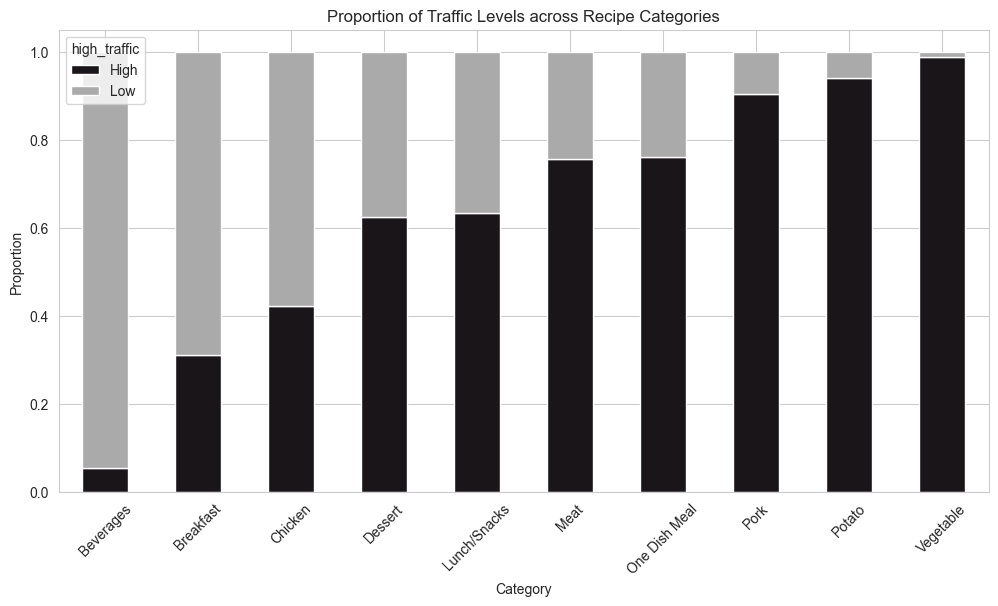 Proportion of Traffic Levels across Recipe Categories
high_traffic
High
Low
Proportion
1.0
0.8
0.6
0.4
0.2
0.0
Beverages
Breakfast
Chicken
Dessert
Lunch/Snacks
Meat
One Dish Meal
Pork
Potato
Vegetable
Category